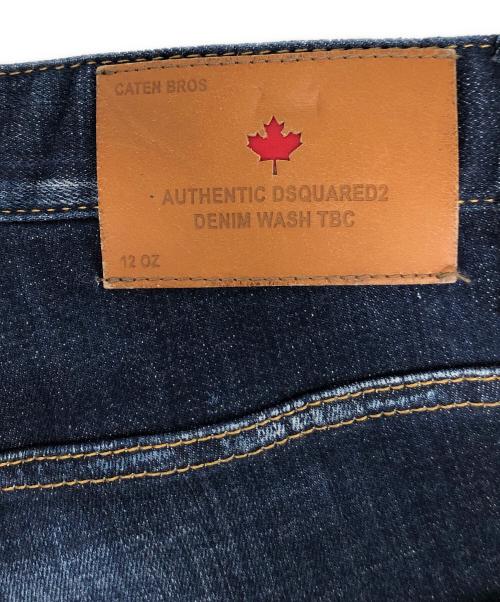 CATEN BROS
AUTHENTIC DSQUARED2
DENIM WASH TBC
12 OZ